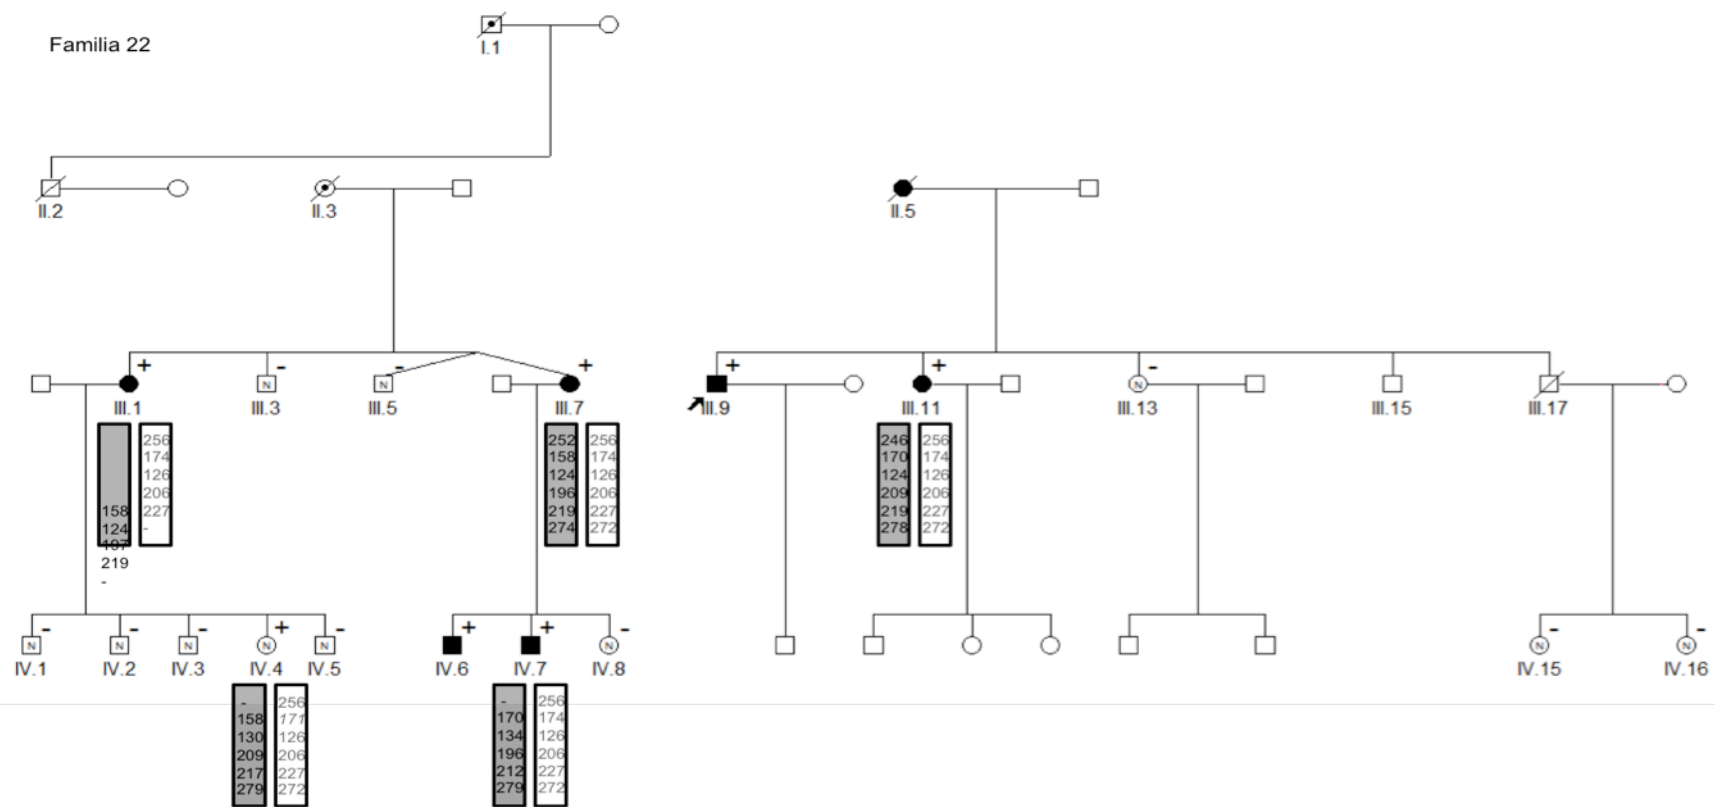 Familia 22
I.1
II.2
II.3
II.5
+
-
-
+
+
+
-
N
N
N
III.1
III.3
III.5
III.7
III.9
III.11
III.13
III.15
III.17
158
124
197
219
-
256
174
126
206
227
-
252
158
124
196
219
274
256
174
126
206
227
272
246
170
124
209
219
278
256
174
126
206
227
272
-
-
-
+
-
+
+
-
-
-
N
N
N
N
N
N
N
N
IV.1
IV.2
IV.3
IV.4
IV.5
IV.6
IV.7
IV.8
IV.15
IV.16
-
158
130
209
217
279
256
171
126
206
227
272
-
170
134
196
212
279
256
174
126
206
227
272